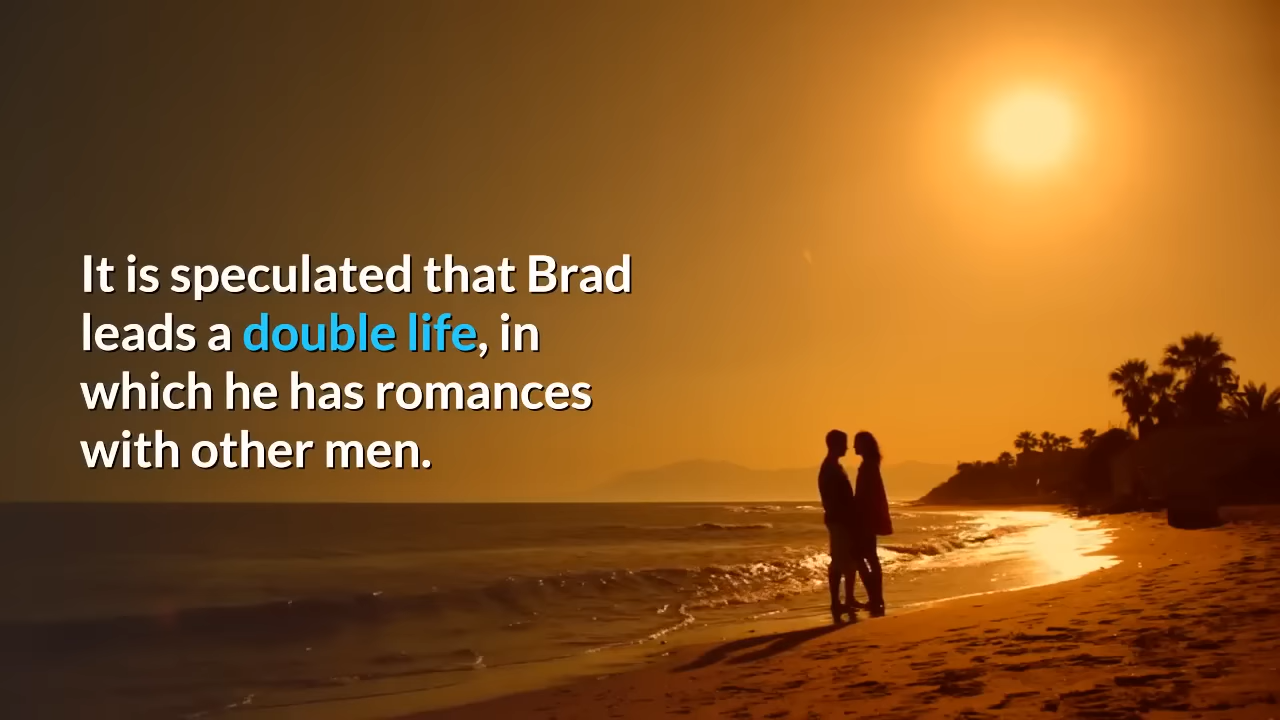 It is speculated that Brad
leads a double life, in
which he has romances
with other men.